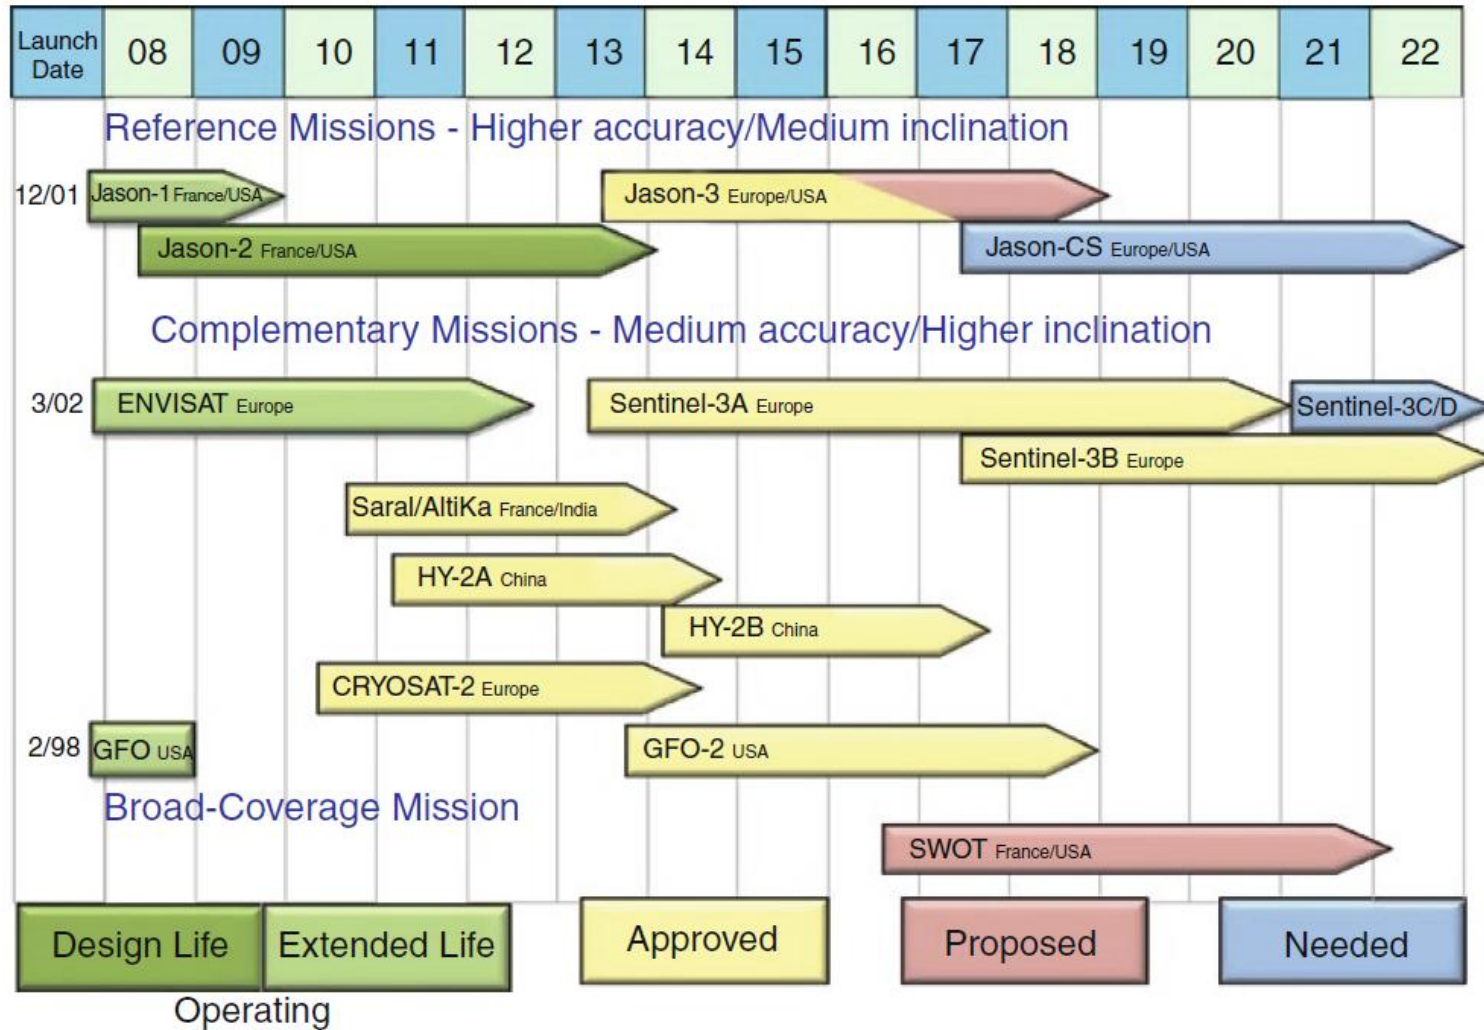 Launch Date 08 09 10 11 12 13 14 15 16 17 18 19 20 21 22
Reference Missions - Higher accuracy/Medium inclination
12/01 Jason-1 France/USA Jason-3 Europe/USA
Jason-2 France/USA Jason-CS Europe/USA
Complementary Missions - Medium accuracy/Higher inclination
3/02 ENVISAT Europe Sentinel-3A Europe Sentinel-3C/D
Sentinel-3B Europe
Saral/AltiKa France/India
HY-2A China
HY-2B China
CRYOSAT-2 Europe
2/98 GFO USA GFO-2 USA
Broad-Coverage Mission
SWOT France/USA
Design Life Extended Life Approved Proposed Needed
Operating